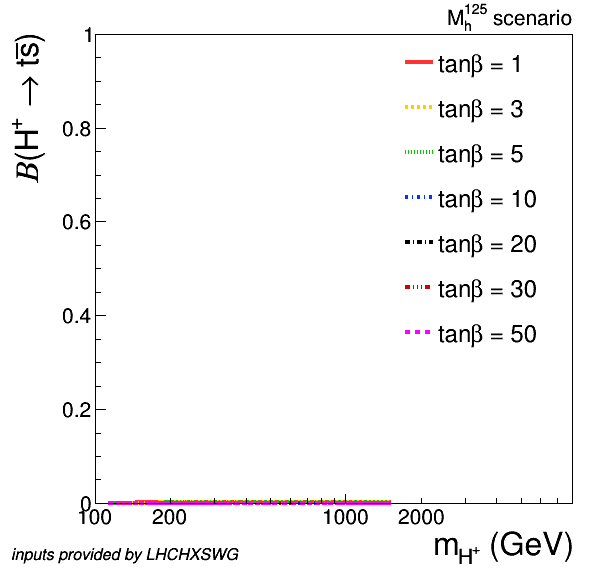 M_h^125 scenario
B(H⁺ → ts̅)
1
0.8
0.6
0.4
0.2
0
tanβ = 1
tanβ = 3
tanβ = 5
tanβ = 10
tanβ = 20
tanβ = 30
tanβ = 50
100 200 1000 2000
m_H⁺ (GeV)
inputs provided by LHCHXSWG